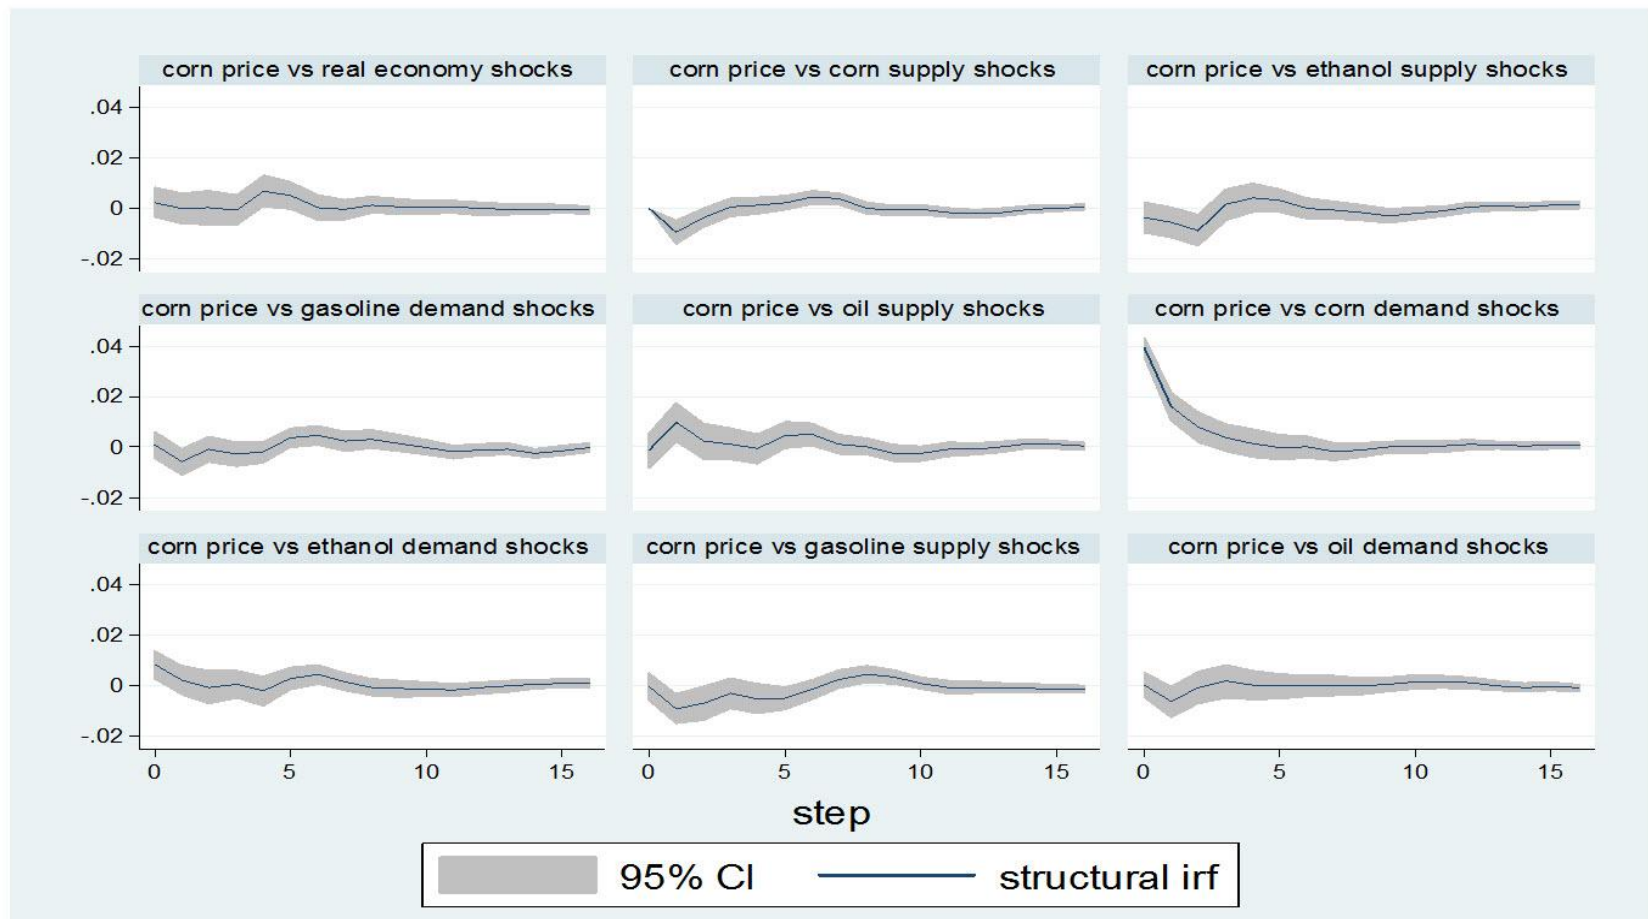 corn price vs real economy shocks
corn price vs corn supply shocks
corn price vs ethanol supply shocks
.04
.02
0
-.02
corn price vs gasoline demand shocks
corn price vs oil supply shocks
corn price vs corn demand shocks
.04
.02
0
-.02
corn price vs ethanol demand shocks
corn price vs gasoline supply shocks
corn price vs oil demand shocks
.04
.02
0
-.02
0 5 10 15
0 5 10 15
0 5 10 15
step
95% CI
structural irf